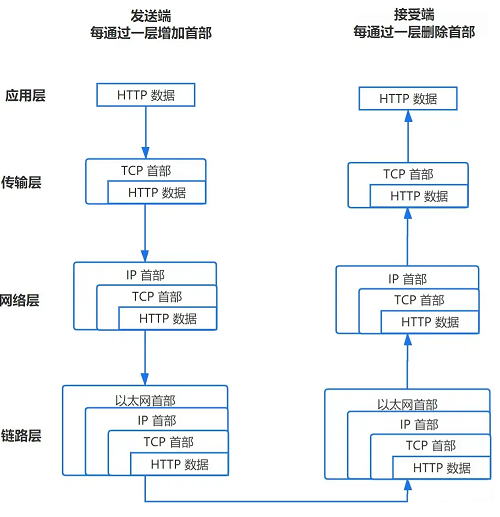 发送端
每通过一层增加首部
接受端
每通过一层删除首部
应用层
HTTP 数据
HTTP 数据
传输层
TCP 首部
HTTP 数据
TCP 首部
HTTP 数据
网络层
IP 首部
TCP 首部
HTTP 数据
IP 首部
TCP 首部
HTTP 数据
链路层
以太网首部
IP 首部
TCP 首部
HTTP 数据
以太网首部
IP 首部
TCP 首部
HTTP 数据